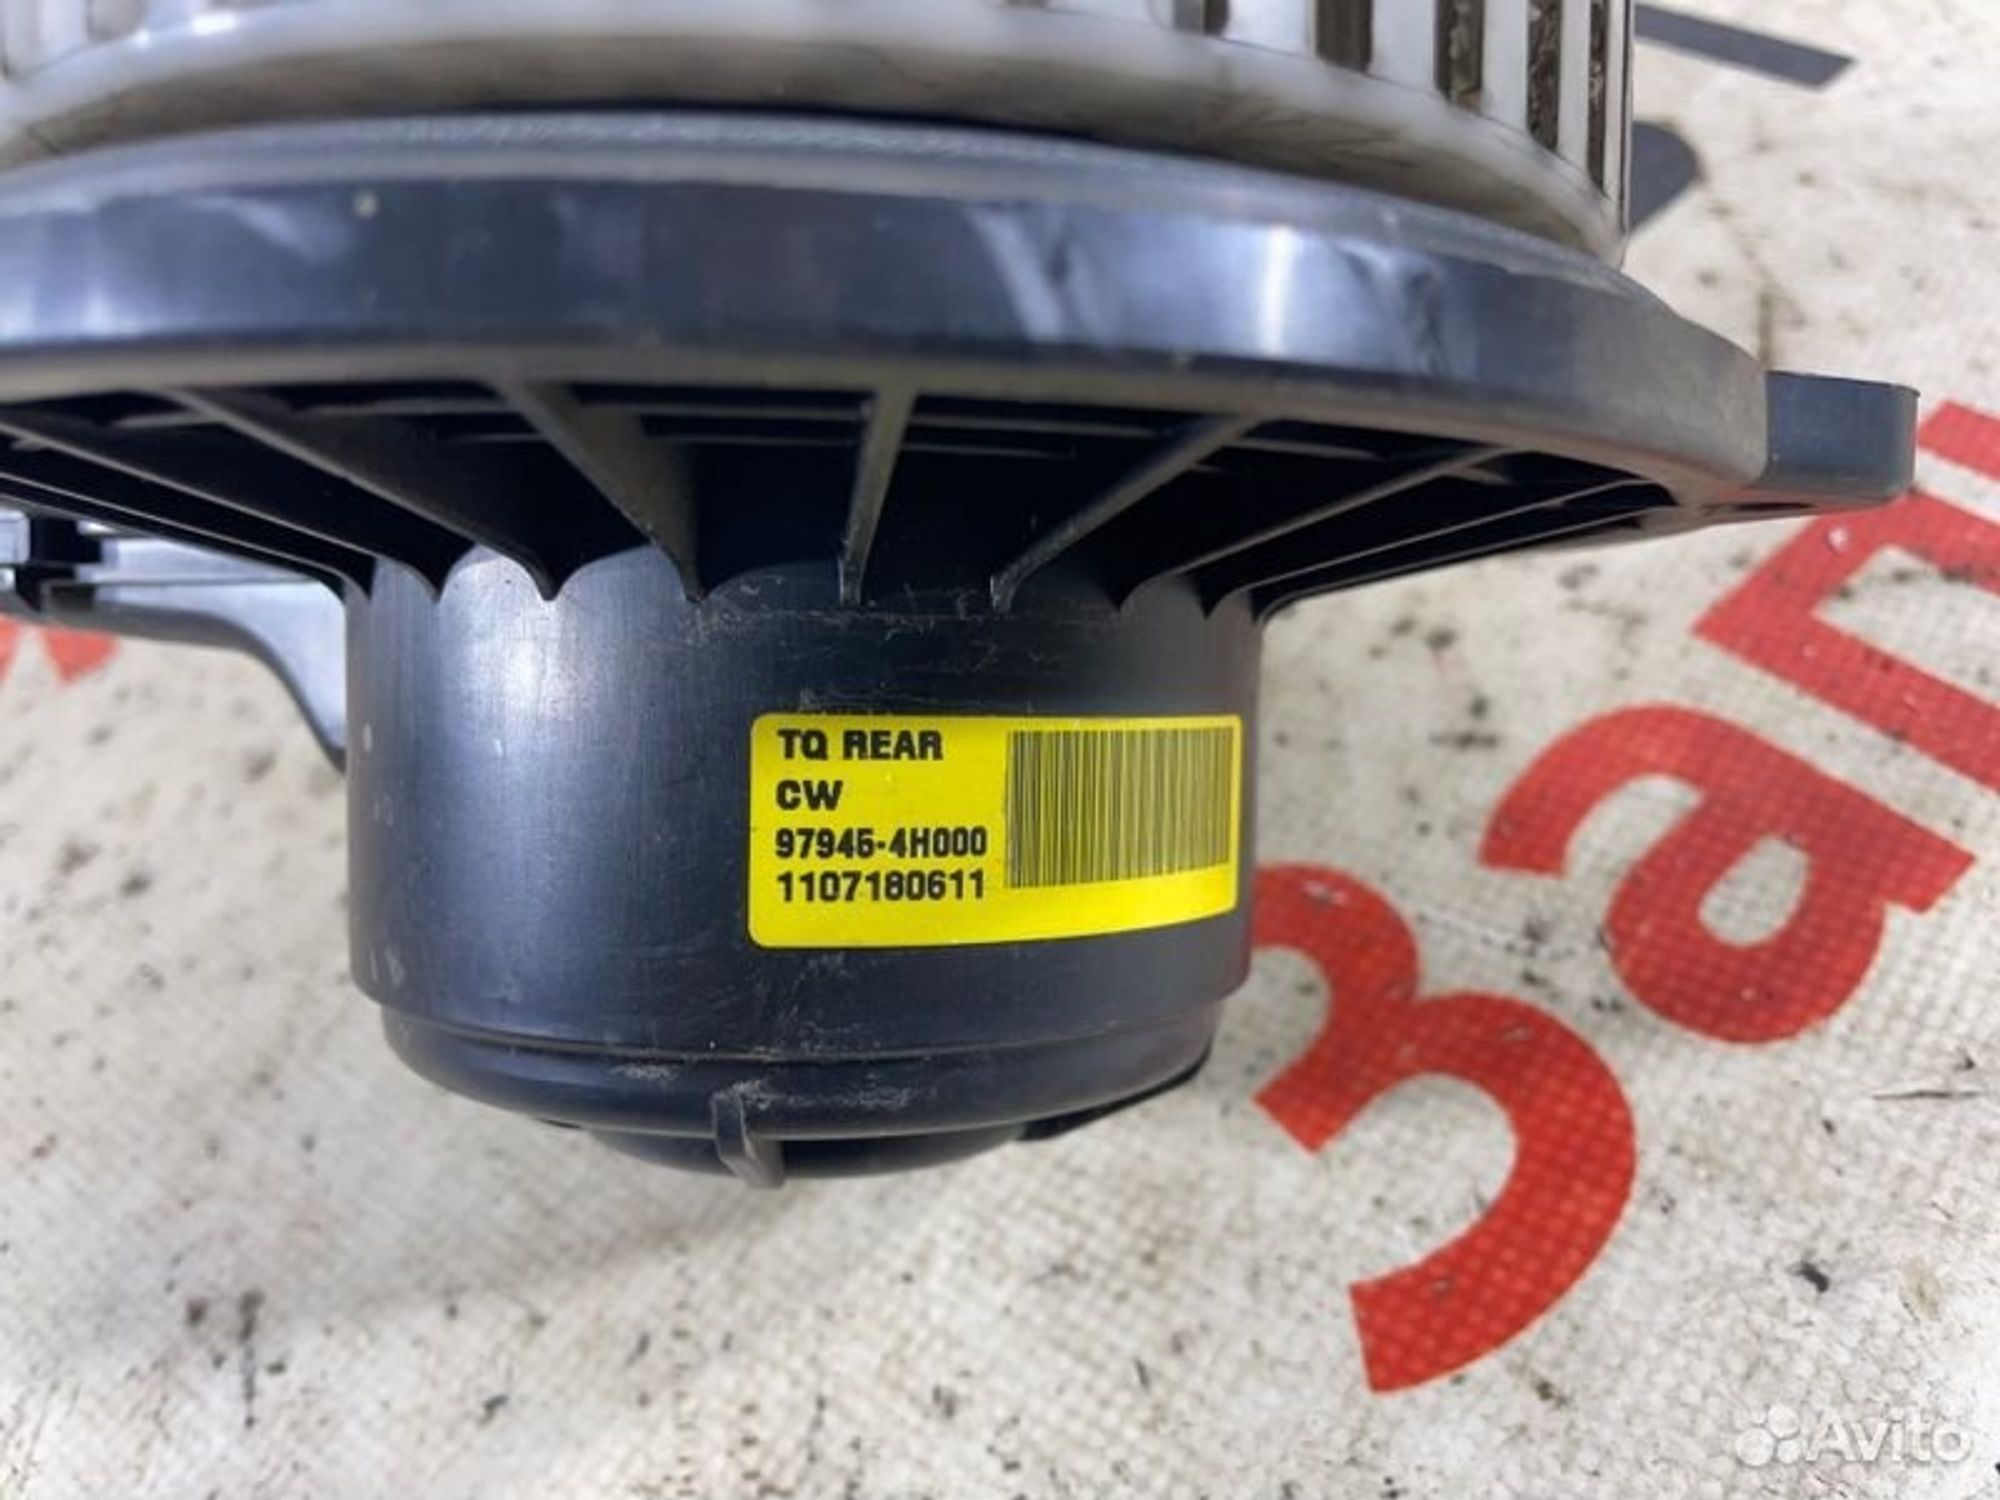 TQ REAR
CW
97945-4H000
1107180611
Зап
Avito